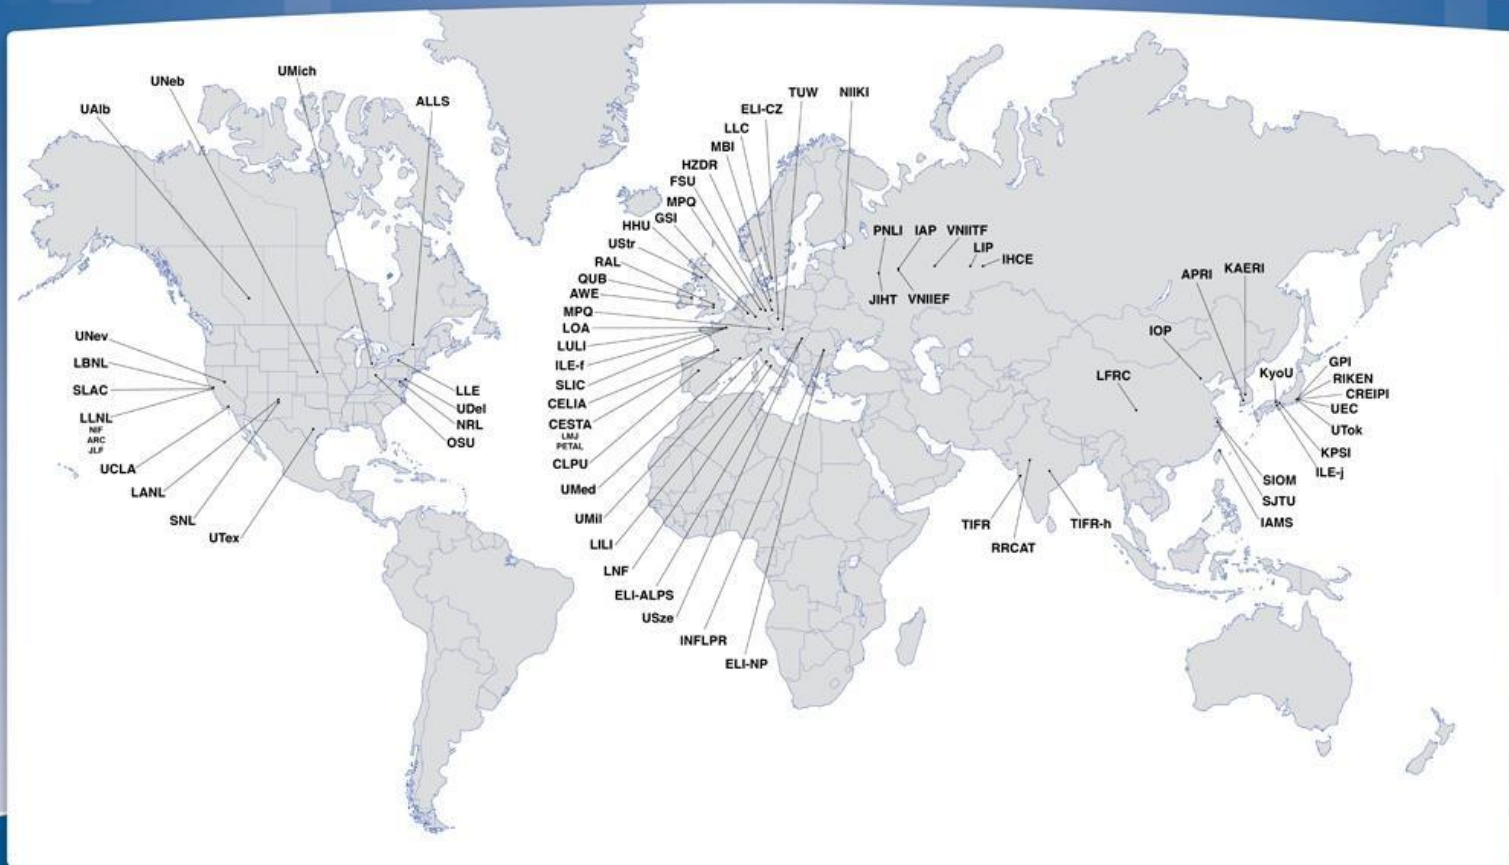 UMich
UNeb
ALLS
UAlb
UNev
LBNL
SLAC
LLNL
NIF
ARC
JLF
UCLA
LANL
SNL
UTex
LLE
UDel
NRL
OSU
TUW
NIIKI
ELI-CZ
LLC
MBI
HZDR
FSU
MPQ
GSI
HHU
UStr
RAL
QUB
AWE
MPQ
LOA
LULI
ILE-f
SLIC
CELIA
CESTA
LMJ
PETAL
CLPU
UMed
UMil
LILI
LNF
ELI-ALPS
USze
INFLPR
ELI-NP
PNLI
IAP
VNIITF
LIP
IHCE
JIHT
VNIIEF
APRI
KAERI
IOP
LFRC
KyoU
GPI
RIKEN
CREIPI
UEC
UTok
KPSI
ILE-j
SIOM
SJTU
IAMS
TIFR
RRCAT
TIFR-h